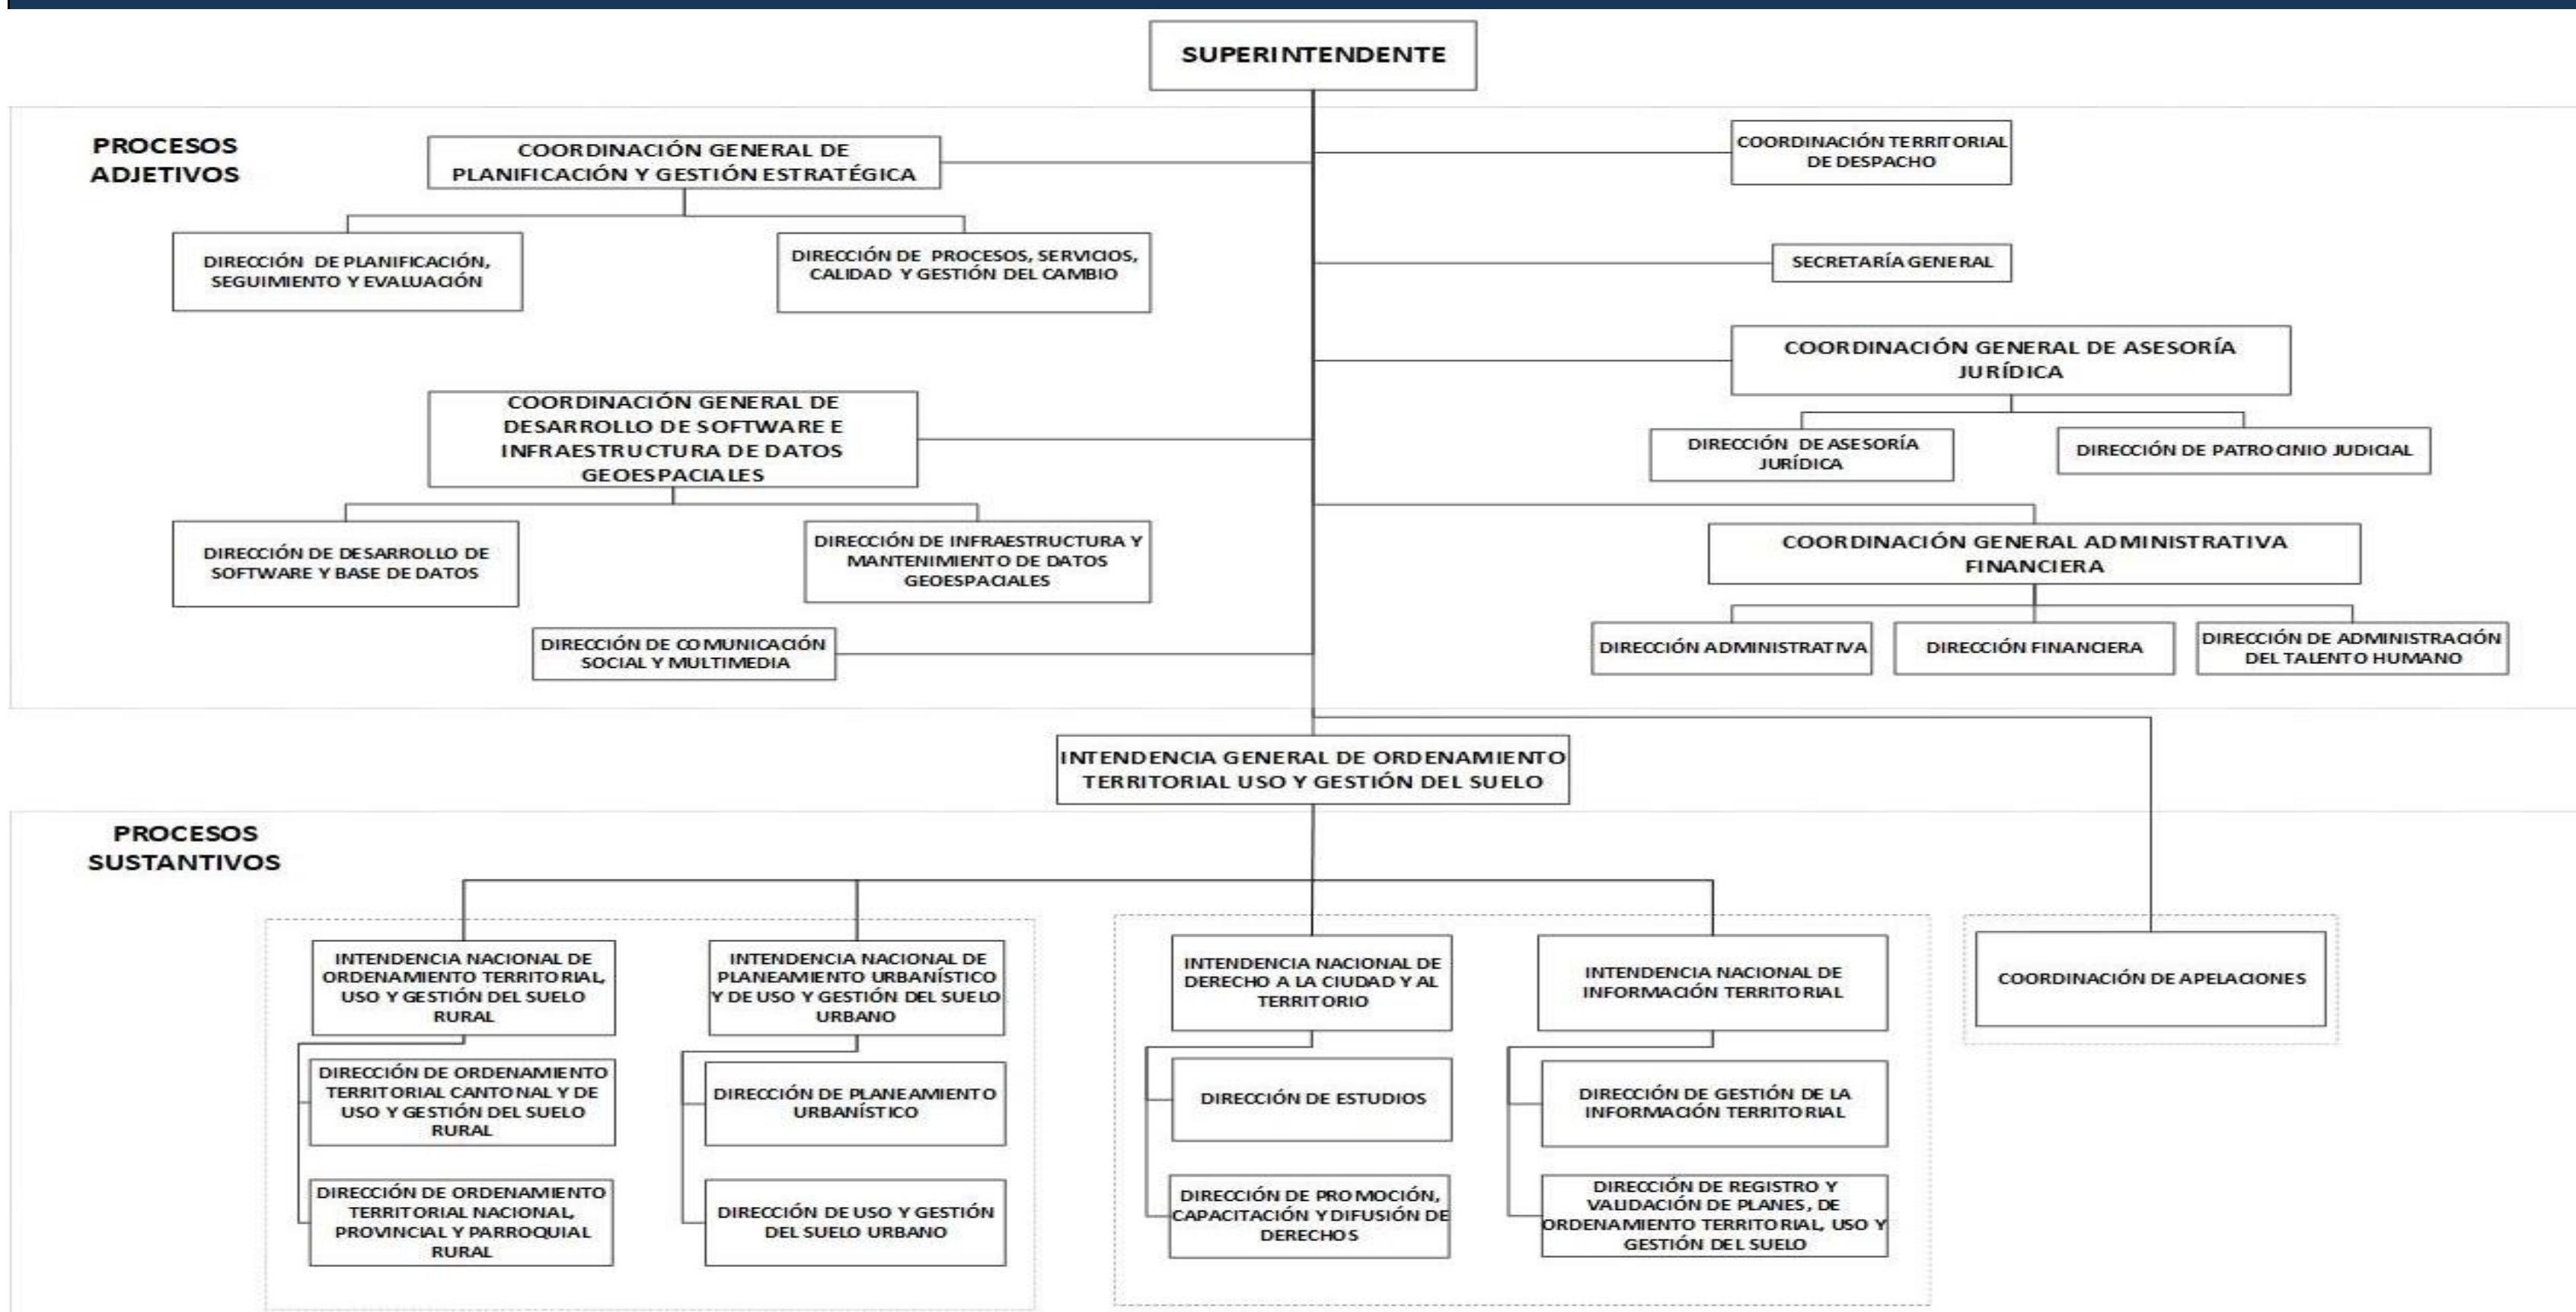 SUPERINTENDENTE
PROCESOS
ADJETIVOS
COORDINACIÓN GENERAL DE
PLANIFICACIÓN Y GESTIÓN ESTRATÉGICA
COORDINACIÓN TERRITORIAL
DE DESPACHO
DIRECCIÓN DE PLANIFICACIÓN,
SEGUIMIENTO Y EVALUACIÓN
DIRECCIÓN DE PROCESOS, SERVICIOS,
CALIDAD Y GESTIÓN DEL CAMBIO
SECRETARÍA GENERAL
COORDINACIÓN GENERAL DE ASESORÍA
JURÍDICA
COORDINACIÓN GENERAL DE
DESARROLLO DE SOFTWARE E
INFRAESTRUCTURA DE DATOS
GEOESPACIALES
DIRECCIÓN DE ASESORÍA
JURÍDICA
DIRECCIÓN DE PATROCINIO JUDICIAL
DIRECCIÓN DE DESARROLLO DE
SOFTWARE Y BASE DE DATOS
DIRECCIÓN DE INFRAESTRUCTURA Y
MANTENIMIENTO DE DATOS
GEOESPACIALES
COORDINACIÓN GENERAL ADMINISTRATIVA
FINANCIERA
DIRECCIÓN DE COMUNICACIÓN
SOCIAL Y MULTIMEDIA
DIRECCIÓN ADMINISTRATIVA
DIRECCIÓN FINANCIERA
DIRECCIÓN DE ADMINISTRACIÓN
DEL TALENTO HUMANO
INTENDENCIA GENERAL DE ORDENAMIENTO
TERRITORIAL USO Y GESTIÓN DEL SUELO
PROCESOS
SUSTANTIVOS
INTENDENCIA NACIONAL DE
ORDENAMIENTO TERRITORIAL,
USO Y GESTIÓN DEL SUELO
RURAL
INTENDENCIA NACIONAL DE
PLANEAMIENTO URBANÍSTICO
Y DE USO Y GESTIÓN DEL SUELO
URBANO
INTENDENCIA NACIONAL DE
DERECHO A LA CIUDAD Y AL
TERRITORIO
INTENDENCIA NACIONAL DE
INFORMACIÓN TERRITORIAL
COORDINACIÓN DE APELACIONES
DIRECCIÓN DE ORDENAMIENTO
TERRITORIAL CANTONAL Y DE
USO Y GESTIÓN DEL SUELO
RURAL
DIRECCIÓN DE PLANEAMIENTO
URBANÍSTICO
DIRECCIÓN DE ESTUDIOS
DIRECCIÓN DE GESTIÓN DE LA
INFORMACIÓN TERRITORIAL
DIRECCIÓN DE ORDENAMIENTO
TERRITORIAL NACIONAL,
PROVINCIAL Y PARROQUIAL
RURAL
DIRECCIÓN DE USO Y GESTIÓN
DEL SUELO URBANO
DIRECCIÓN DE PROMOCIÓN,
CAPACITACIÓN Y DIFUSIÓN DE
DERECHOS
DIRECCIÓN DE REGISTRO Y
VALIDACIÓN DE PLANES, DE
ORDENAMIENTO TERRITORIAL, USO Y
GESTIÓN DEL SUELO